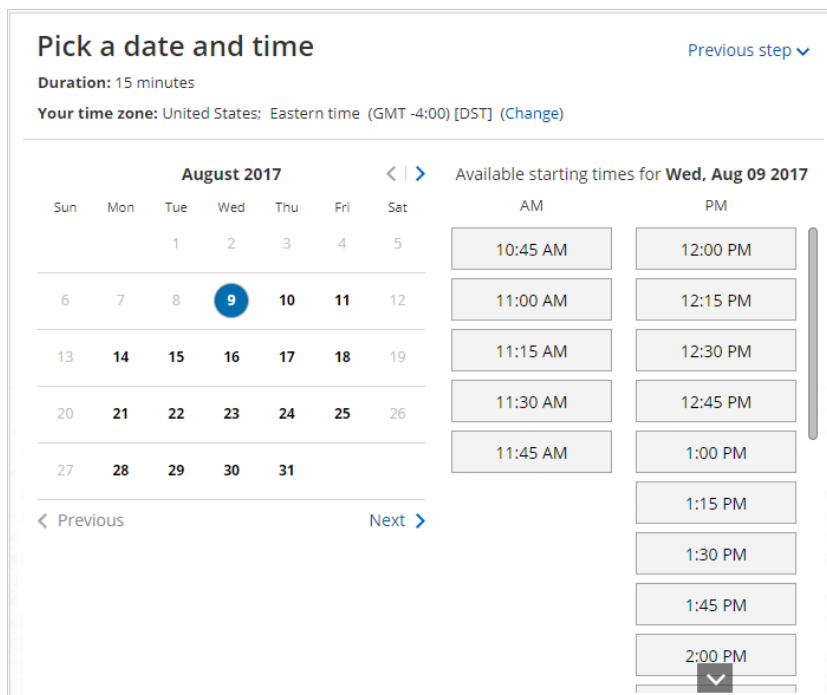 Pick a date and time
Previous step
Duration: 15 minutes
Your time zone: United States; Eastern time (GMT -4:00) [DST] (Change)
August 2017
Sun Mon Tue Wed Thu Fri Sat
1 2 3 4 5
6 7 8 9 10 11 12
13 14 15 16 17 18 19
20 21 22 23 24 25 26
27 28 29 30 31
Previous
Next
Available starting times for Wed, Aug 09 2017
AM
10:45 AM
11:00 AM
11:15 AM
11:30 AM
11:45 AM
PM
12:00 PM
12:15 PM
12:30 PM
12:45 PM
1:00 PM
1:15 PM
1:30 PM
1:45 PM
2:00 PM